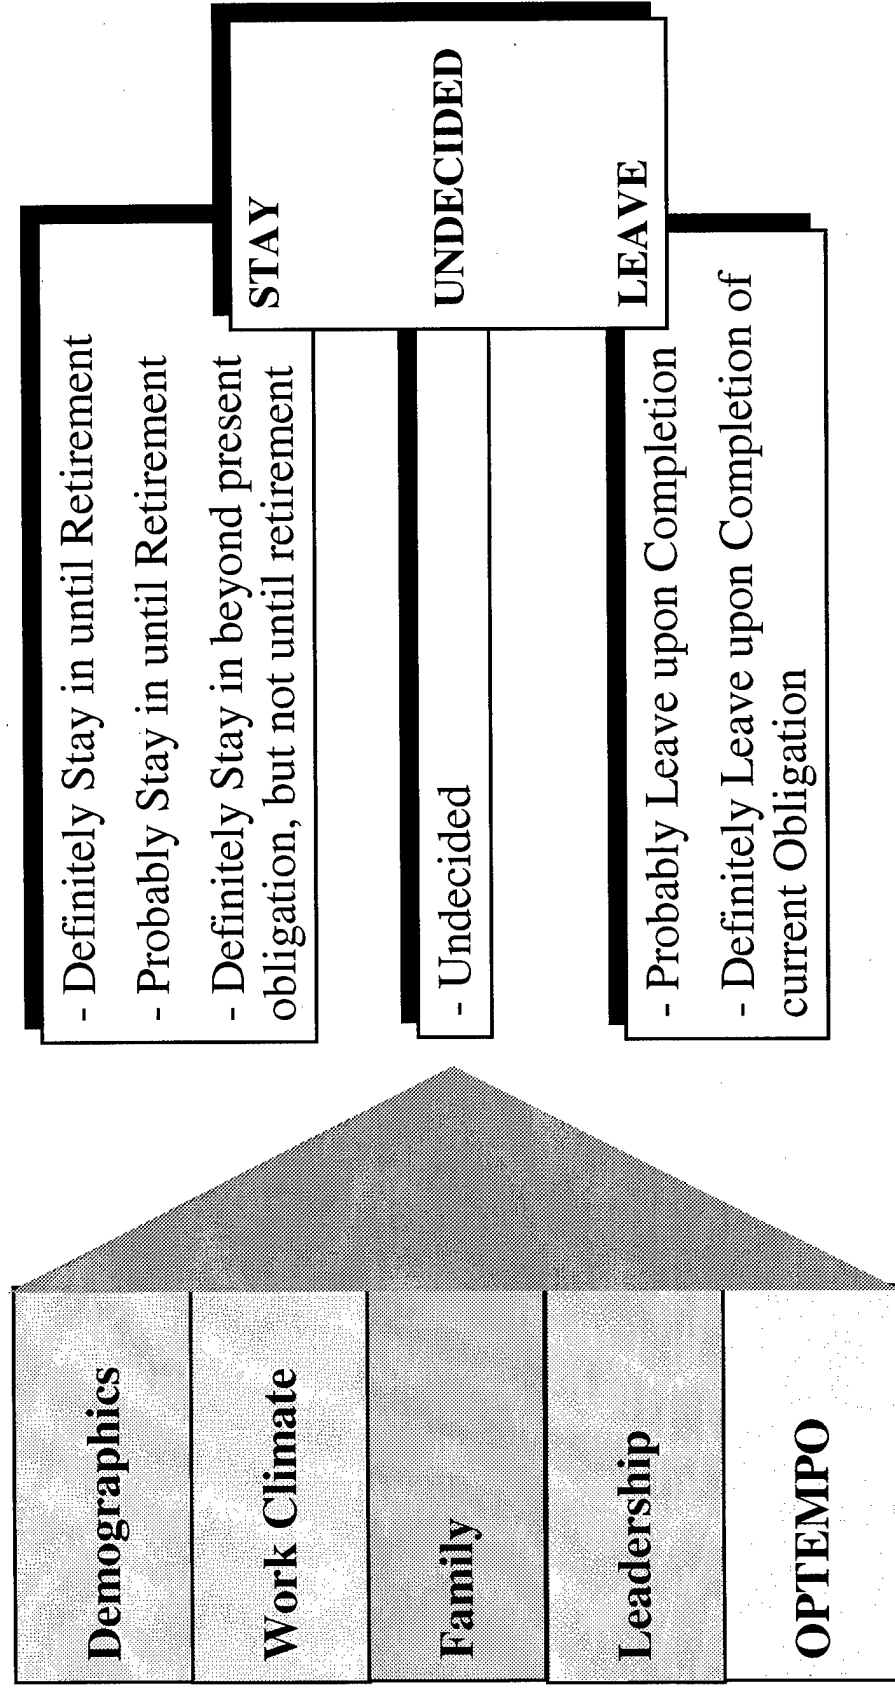 Demographics
Work Climate
Family
Leadership
OPTEMPO
- Definitely Stay in until Retirement
- Probably Stay in until Retirement
- Definitely Stay in beyond present
obligation, but not until retirement
- Undecided
- Probably Leave upon Completion
- Definitely Leave upon Completion of
current Obligation
STAY
UNDECIDED
LEAVE